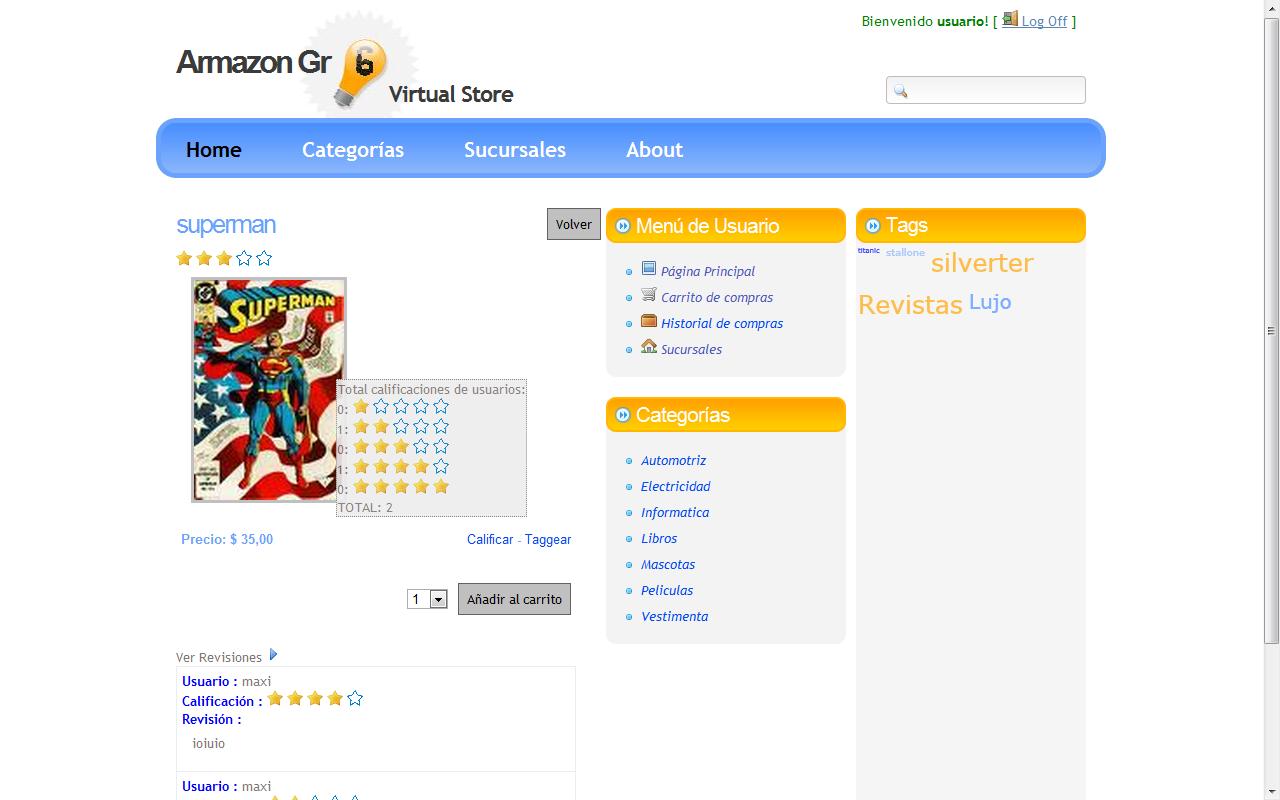 Bienvenido usuario! [ Log Off ]
Armazon Gr 6
Virtual Store
Home Categorías Sucursales About
superman
Volver
SUPERMAN
Total calificaciones de usuarios:
0:
1:
0:
1:
0:
TOTAL: 2
Precio: $ 35,00
Calificar - Taggear
1
Añadir al carrito
Ver Revisiones
Usuario : maxi
Calificación :
Revisión :
ioiuio
Usuario : maxi
Menú de Usuario
Página Principal
Carrito de compras
Historial de compras
Sucursales
Categorías
Automotriz
Electricidad
Informatica
Libros
Mascotas
Peliculas
Vestimenta
Tags
titanic stallone silverter
Revistas Lujo